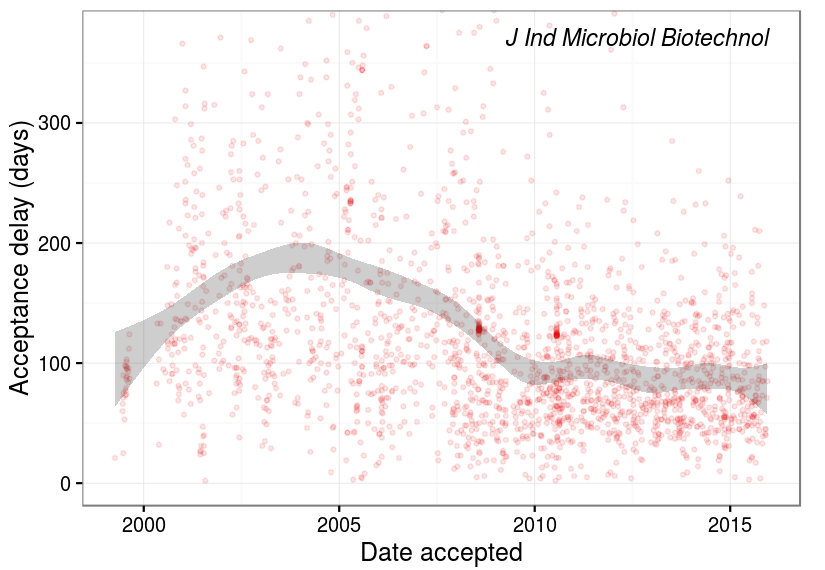 J Ind Microbiol Biotechnol
Acceptance delay (days)
300
200
100
0
2000 2005 2010 2015
Date accepted